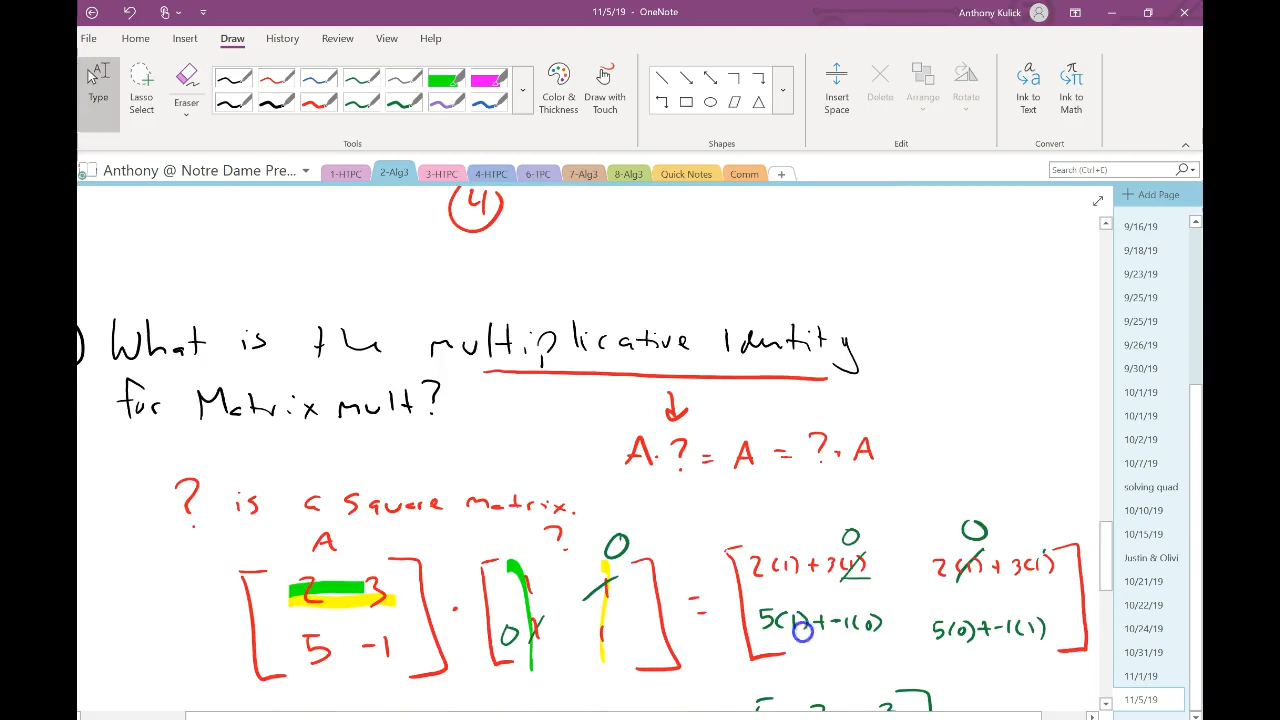 11/5/19 - OneNote
Anthony Kulick
File Home Insert Draw History Review View Help
Type
Lasso Select
Eraser
Color & Thickness
Draw with Touch
Insert Space
Delete
Arrange
Rotate
Ink to Text
Ink to Math
Tools Shapes Edit Convert
Anthony @ Notre Dame Pre...
1-HTPC 2-Alg3 3-HTPC 4-HTPC 6-TPC 7-Alg3 8-Alg3 Quick Notes Comm +
Search (Ctrl+E)
+ Add Page
9/16/19
9/18/19
9/23/19
9/25/19
9/25/19
9/26/19
9/30/19
10/1/19
10/1/19
10/2/19
10/7/19
solving quad
10/10/19
10/15/19
Justin & Olivi
10/21/19
10/22/19
10/24/19
10/31/19
11/1/19
11/5/19
4
) What is the multiplicative Identity
for Matrix mult?
A · ? = A = ? · A
? is a square matrix.
A ? 0 0 0
[ 2 3 · [ 1 1 = [ 2(1) + 3(1) 2(1) + 3(1) ]
5 -1 ] 0 1 1 ] 5(1) + -1(0) 5(0) + -1(1)